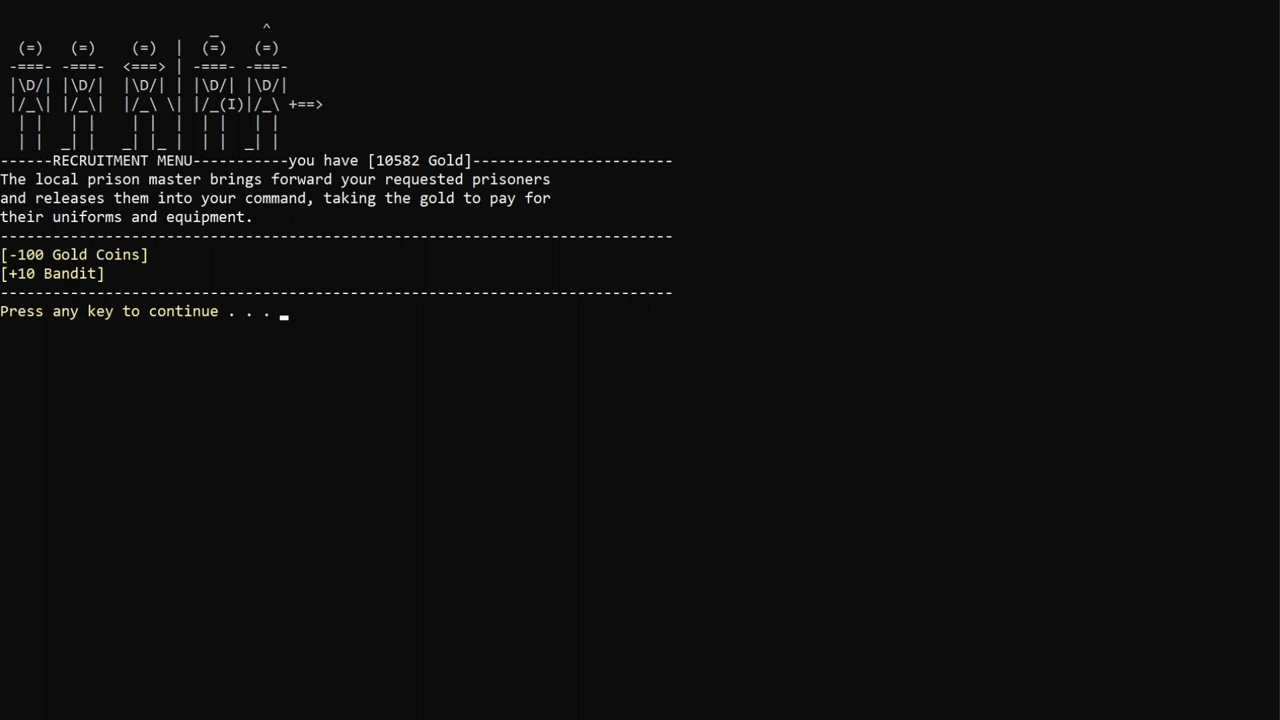 ------RECRUITMENT MENU-----------you have [10582 Gold]-----------------------
The local prison master brings forward your requested prisoners
and releases them into your command, taking the gold to pay for
their uniforms and equipment.
-----------------------------------------------------------------------------
[-100 Gold Coins]
[+10 Bandit]
-----------------------------------------------------------------------------
Press any key to continue . . . _